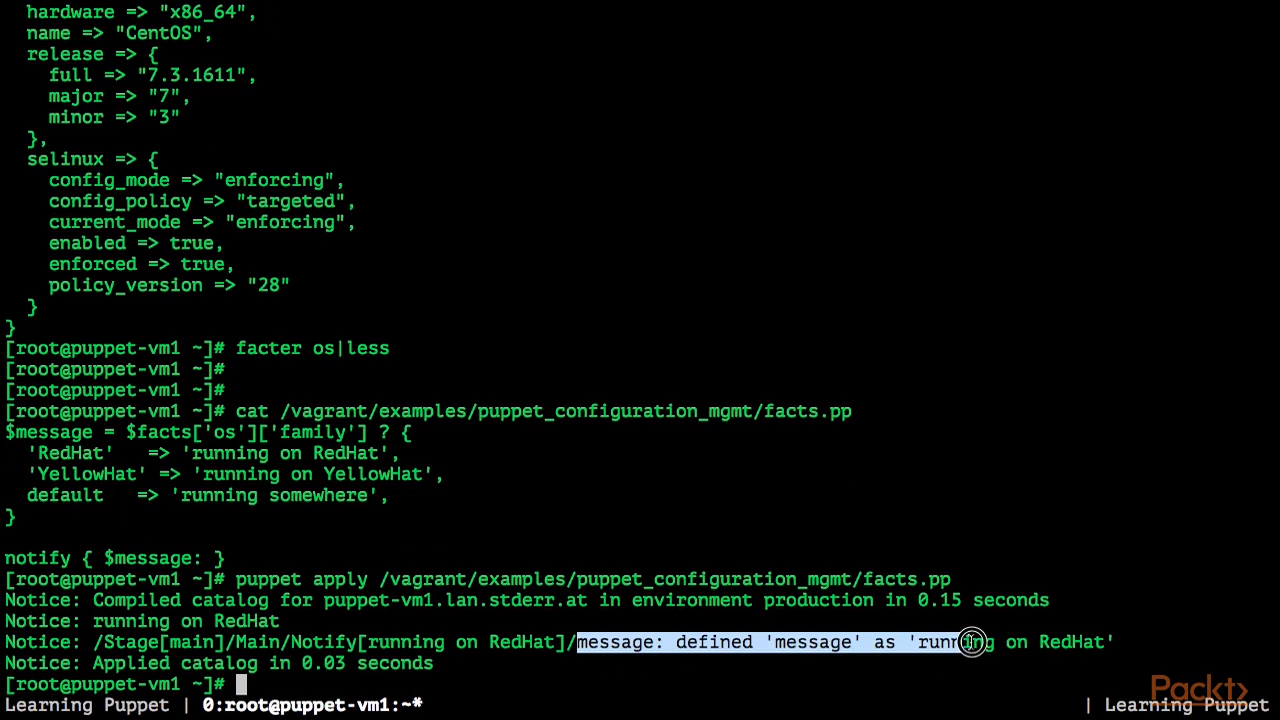 hardware => "x86_64",
  name => "CentOS",
  release => {
    full => "7.3.1611",
    major => "7",
    minor => "3"
  },
  selinux => {
    config_mode => "enforcing",
    config_policy => "targeted",
    current_mode => "enforcing",
    enabled => true,
    enforced => true,
    policy_version => "28"
  }
}
[root@puppet-vm1 ~]# facter os|less
[root@puppet-vm1 ~]#
[root@puppet-vm1 ~]#
[root@puppet-vm1 ~]# cat /vagrant/examples/puppet_configuration_mgmt/facts.pp
$message = $facts['os']['family'] ? {
  'RedHat'   => 'running on RedHat',
  'YellowHat' => 'running on YellowHat',
  default   => 'running somewhere',
}

notify { $message: }
[root@puppet-vm1 ~]# puppet apply /vagrant/examples/puppet_configuration_mgmt/facts.pp
Notice: Compiled catalog for puppet-vm1.lan.stderr.at in environment production in 0.15 seconds
Notice: running on RedHat
Notice: /Stage[main]/Main/Notify[running on RedHat]/message: defined 'message' as 'running on RedHat'
Notice: Applied catalog in 0.03 seconds
[root@puppet-vm1 ~]#
Packt>
Learning Puppet | 0:root@puppet-vm1:~* | Learning Puppet